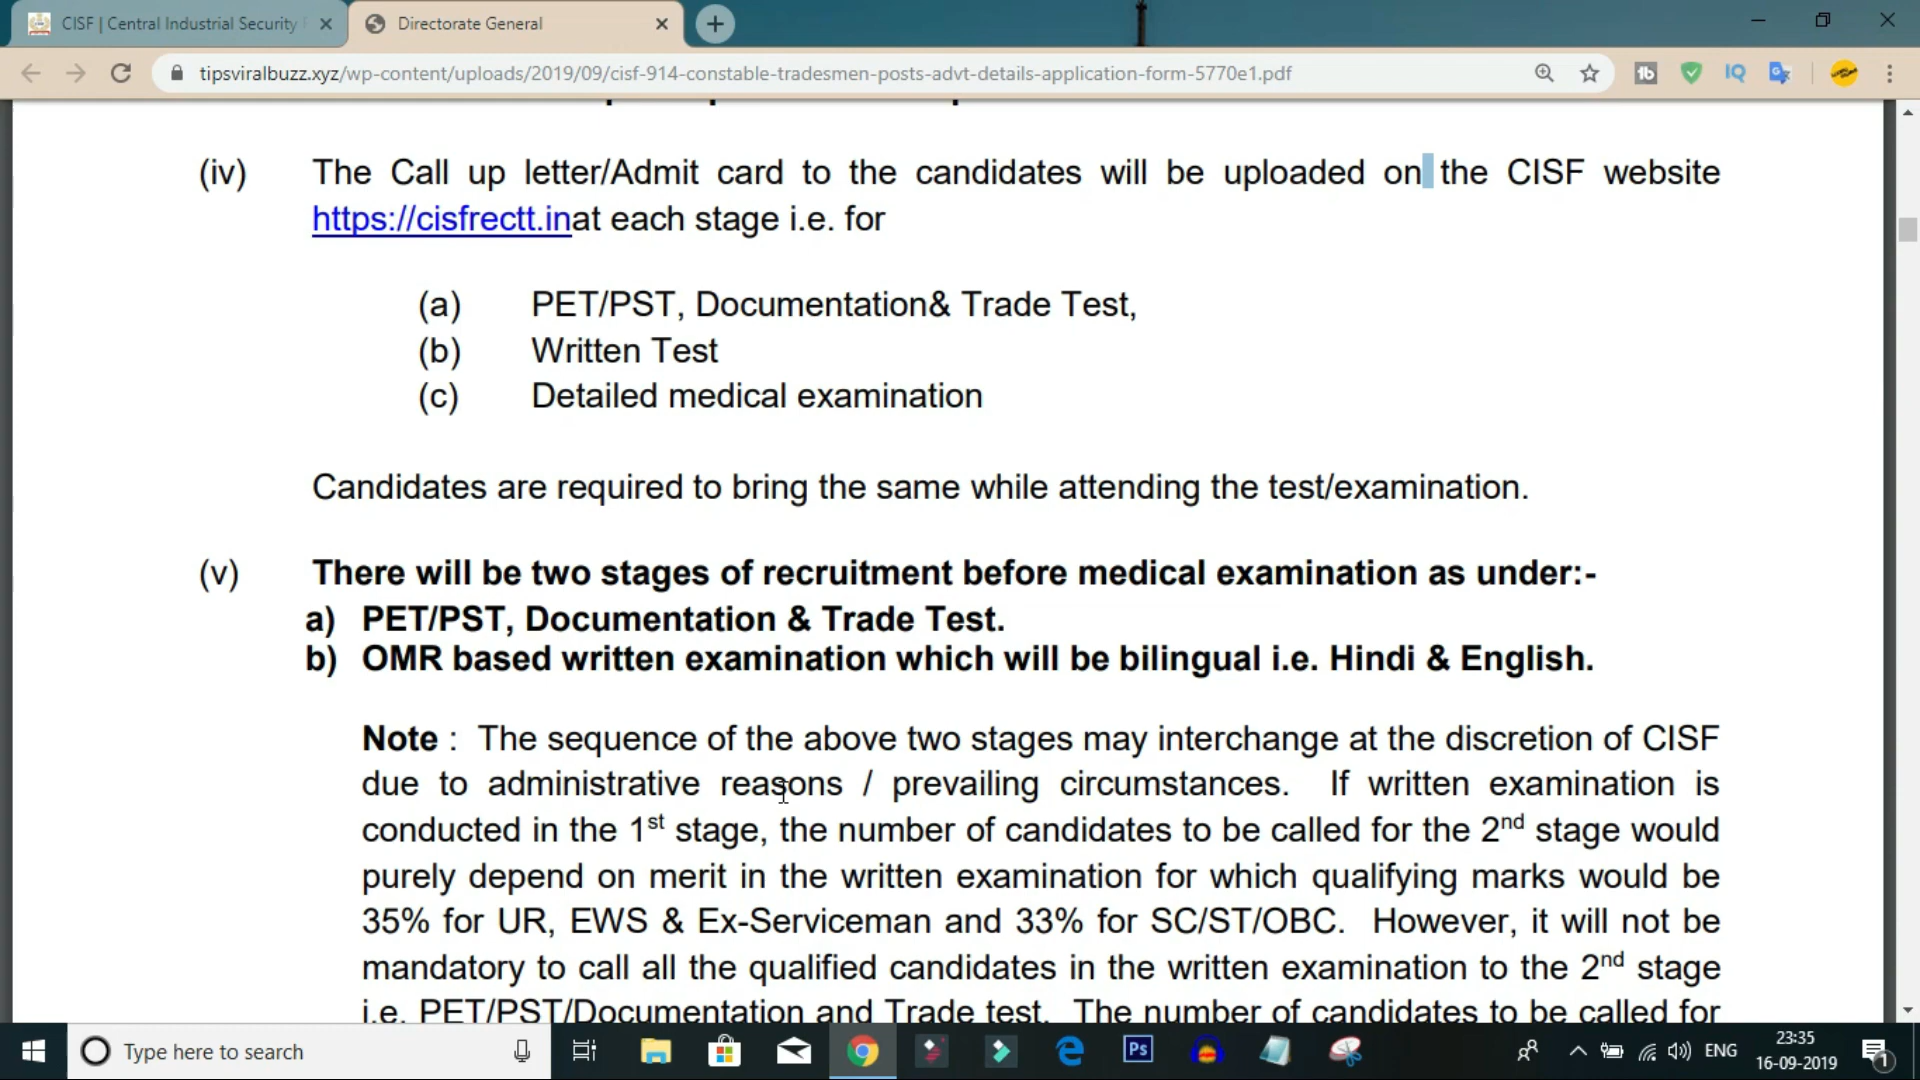 CISF | Central Industrial Security F
Directorate General
tipsviralbuzz.xyz/wp-content/uploads/2019/09/cisf-914-constable-tradesmen-posts-advt-details-application-form-5770e1.pdf
(iv) The Call up letter/Admit card to the candidates will be uploaded on the CISF website
https://cisfrectt.inat each stage i.e. for
(a) PET/PST, Documentation& Trade Test,
(b) Written Test
(c) Detailed medical examination
Candidates are required to bring the same while attending the test/examination.
(v) There will be two stages of recruitment before medical examination as under:-
a) PET/PST, Documentation & Trade Test.
b) OMR based written examination which will be bilingual i.e. Hindi & English.
Note : The sequence of the above two stages may interchange at the discretion of CISF
due to administrative reasons / prevailing circumstances. If written examination is
conducted in the 1st stage, the number of candidates to be called for the 2nd stage would
purely depend on merit in the written examination for which qualifying marks would be
35% for UR, EWS & Ex-Serviceman and 33% for SC/ST/OBC. However, it will not be
mandatory to call all the qualified candidates in the written examination to the 2nd stage
i.e. PET/PST/Documentation and Trade test. The number of candidates to be called for
Type here to search
Ps
ENG
23:35
16-09-2019
1